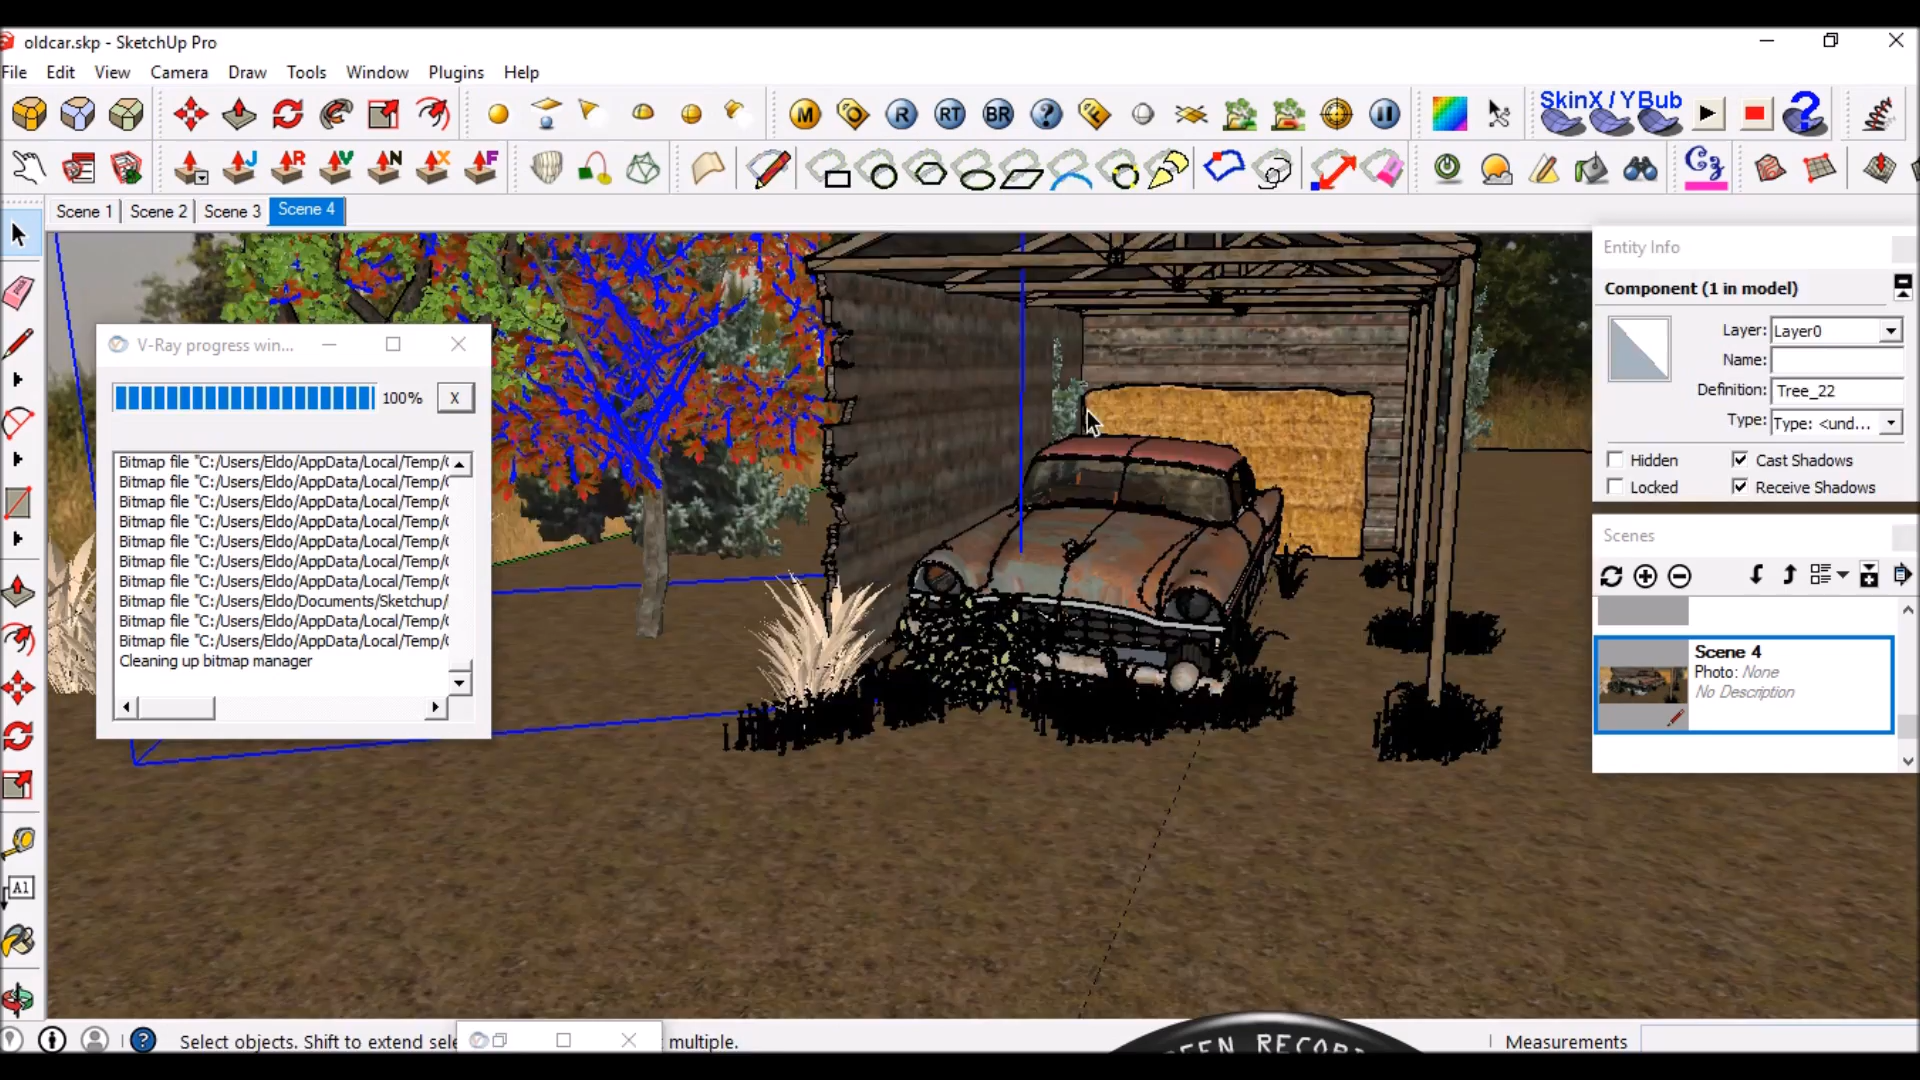 oldcar.skp - SketchUp Pro
File Edit View Camera Draw Tools Window Plugins Help
M R RT BR ? F
SkinX / YBub
?
J R V N X F
Cz
Scene 1 Scene 2 Scene 3 Scene 4
V-Ray progress win...
100% X
Bitmap file "C:/Users/Eldo/AppData/Local/Temp/
Bitmap file "C:/Users/Eldo/AppData/Local/Temp/
Bitmap file "C:/Users/Eldo/AppData/Local/Temp/
Bitmap file "C:/Users/Eldo/AppData/Local/Temp/
Bitmap file "C:/Users/Eldo/AppData/Local/Temp/
Bitmap file "C:/Users/Eldo/AppData/Local/Temp/
Bitmap file "C:/Users/Eldo/AppData/Local/Temp/
Bitmap file "C:/Users/Eldo/Documents/Sketchup/
Bitmap file "C:/Users/Eldo/AppData/Local/Temp/
Bitmap file "C:/Users/Eldo/AppData/Local/Temp/
Cleaning up bitmap manager
Entity Info
Component (1 in model)
Layer: Layer0
Name:
Definition: Tree_22
Type: Type: <und...
Hidden Cast Shadows
Locked Receive Shadows
Scenes
Scene 4
Photo: None
No Description
A1
Select objects. Shift to extend sele
multiple.
Measurements